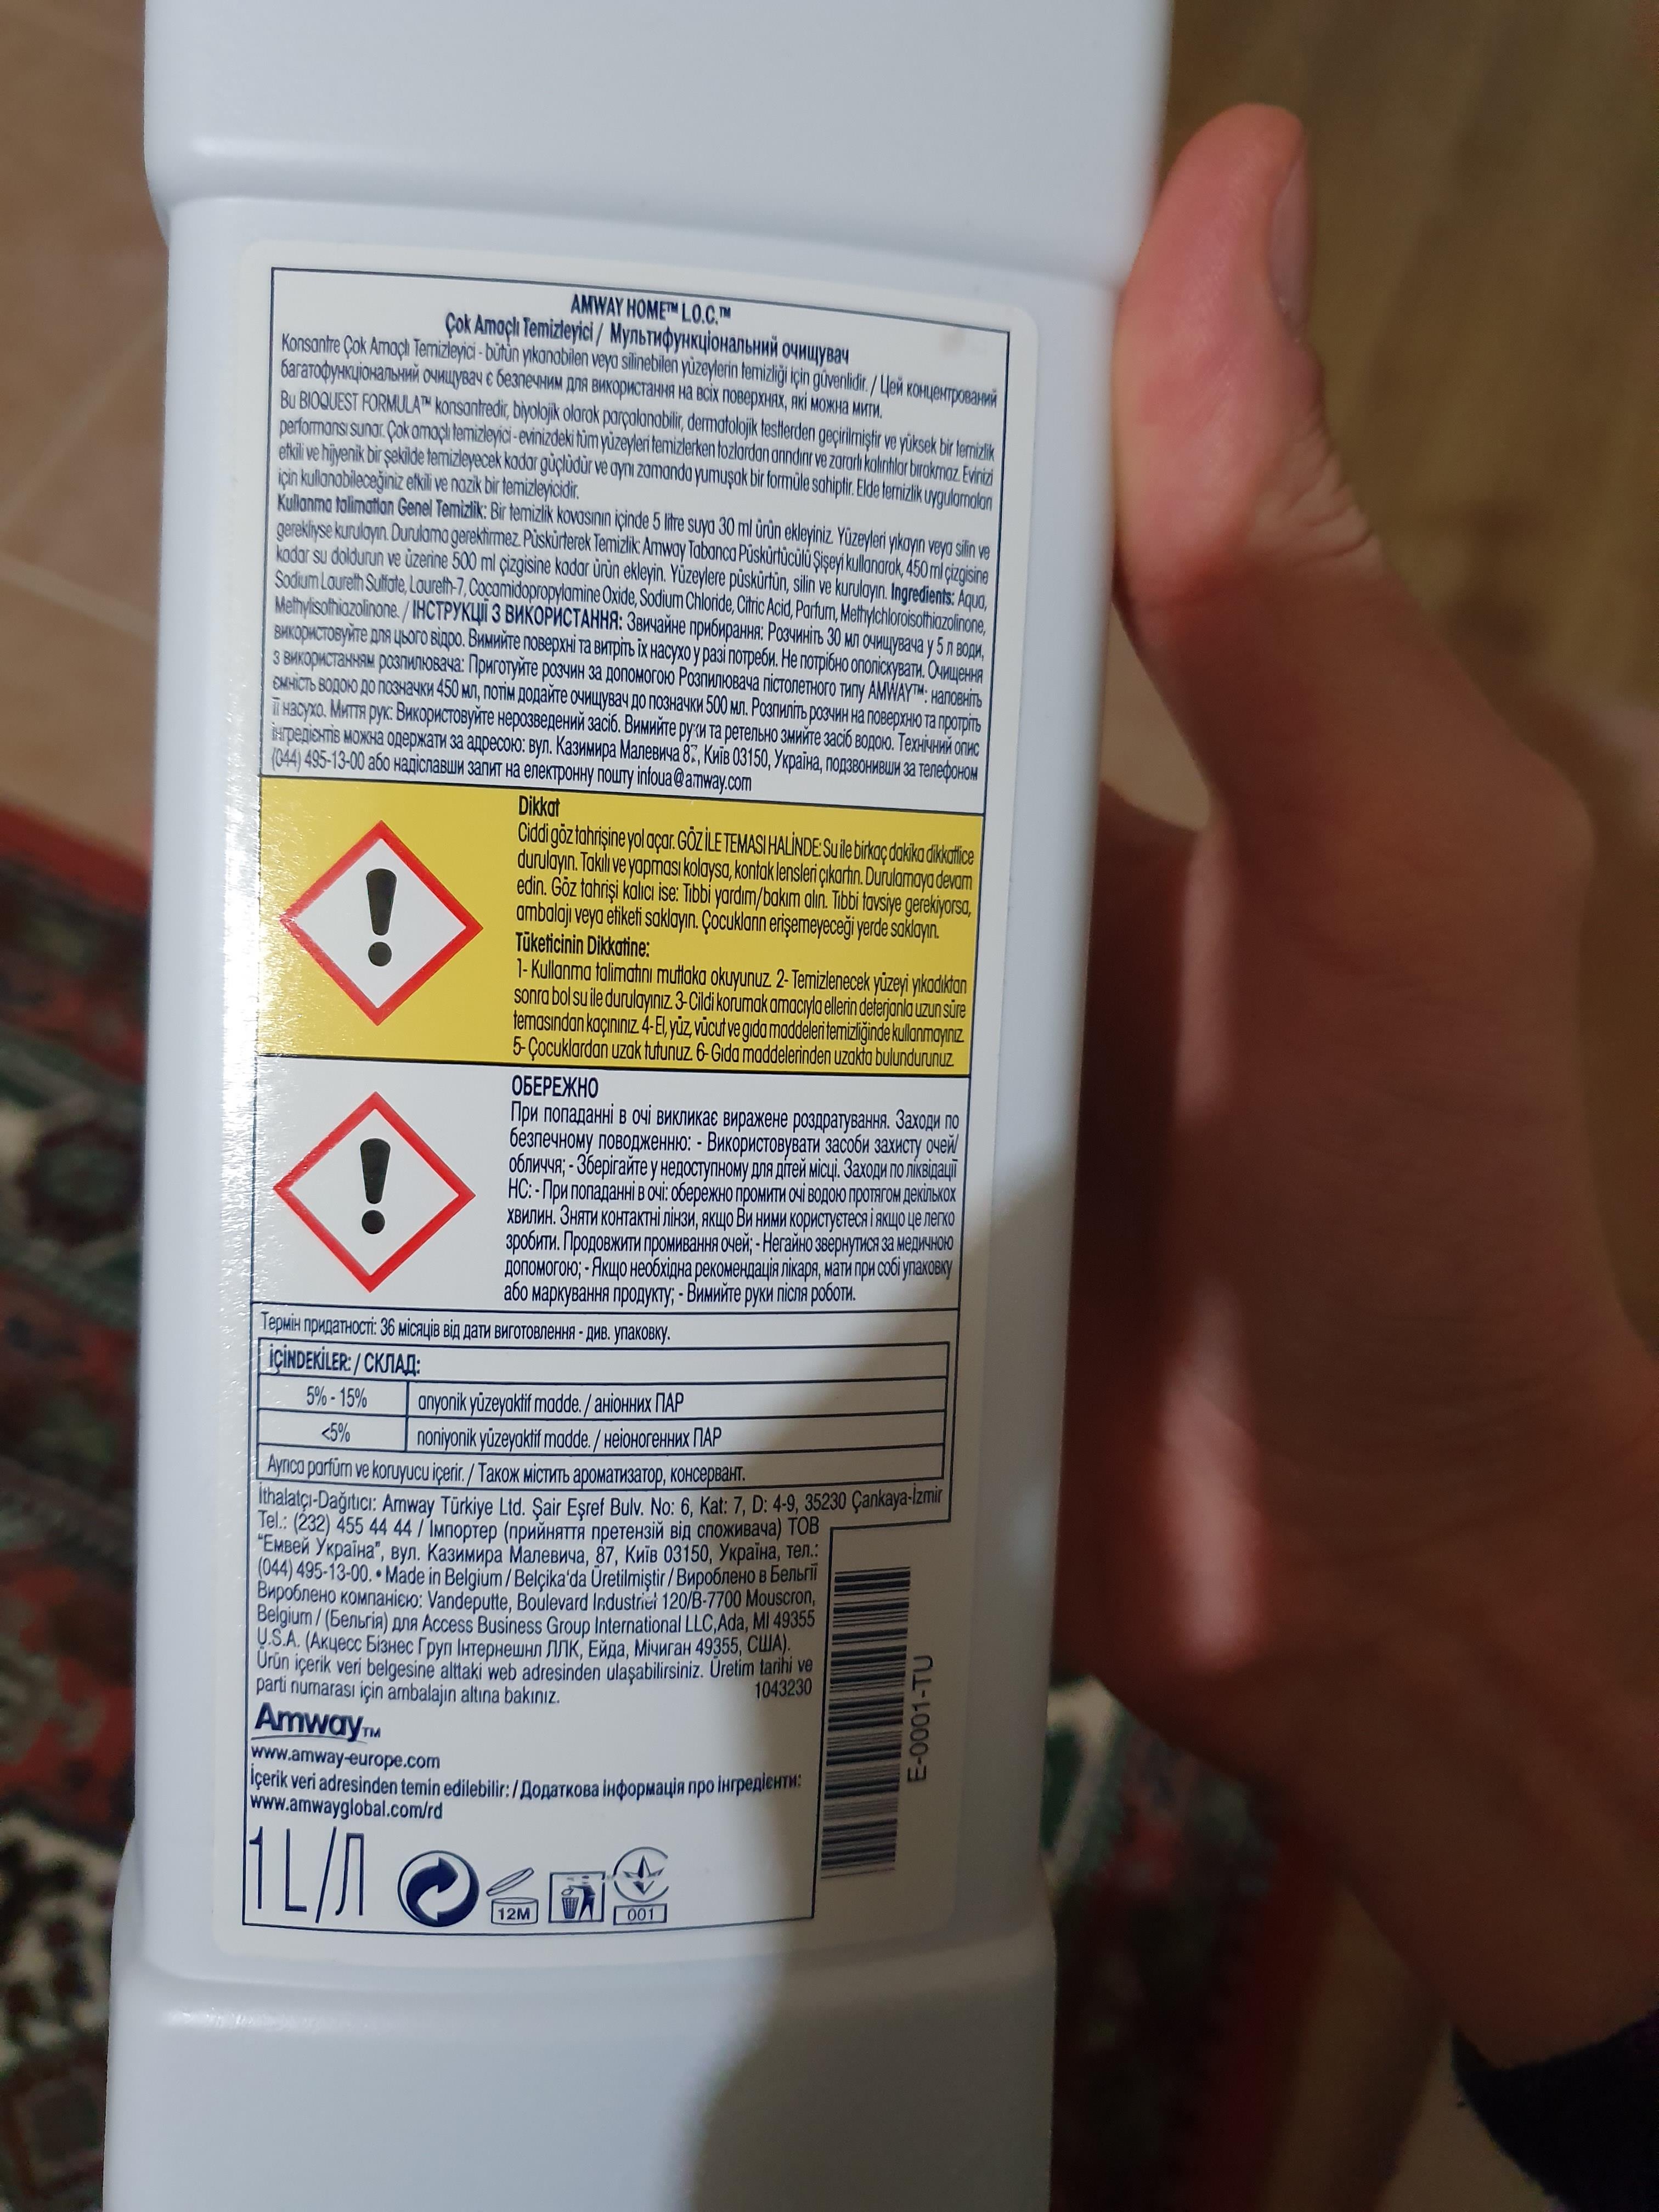 AMWAY HOME™ L.O.C.™
Çok Amaçlı Temizleyici / Мультифункціональний очищувач
Konsantre Çok Amaçlı Temizleyici - bütün yıkanabilen veya silinebilen yüzeylerin temizliği için güvenlidir. / Цей концентрований
багатофункціональний очищувач є безпечним для використання на всіх поверхнях, які можна мити.
Bu BIOQUEST FORMULA™ konsantredir, biyolojik olarak parçalanabilir, dermatolojik testlerden geçirilmiştir ve yüksek bir temizlik
performansı sunar. Çok amaçlı temizleyici - evinizdeki tüm yüzeyleri temizlerken tozlardan arındırır ve zararlı kalıntılar bırakmaz. Evinizi
etkili ve hijyenik bir şekilde temizleyecek kadar güçlüdür ve aynı zamanda yumuşak bir formüle sahiptir. Elde temizlik uygulamaları
için kullanabileceğiniz etkili ve nazik bir temizleyicidir.
Kullanma talimatları Genel Temizlik: Bir temizlik kovasının içinde 5 litre suya 30 ml ürün ekleyiniz. Yüzeyleri yıkayın veya silin ve
gerekliyse kurulayın. Durulama gerektirmez. Püskürterek Temizlik: Amway Tabanca Püskürtücülü Şişeyi kullanarak, 450 ml çizgisine
kadar su doldurun ve üzerine 500 ml çizgisine kadar ürün ekleyin. Yüzeylere püskürtün, silin ve kurulayın. Ingredients: Aqua,
Sodium Laureth Sulfate, Laureth-7, Cocamidopropylamine Oxide, Sodium Chloride, Citric Acid, Parfum, Methylchloroisothiazolinone,
Methylisothiazolinone. / ІНСТРУКЦІЇ З ВИКОРИСТАННЯ: Звичайне прибирання: Розчиніть 30 мл очищувача у 5 л води,
використовуйте для цього відро. Вимийте поверхні та витріть їх насухо у разі потреби. Не потрібно ополіскувати. Очищення
з використанням розпилювача: Приготуйте розчин за допомогою Розпилювача пістолетного типу AMWAY™: наповніть
ємність водою до позначки 450 мл, потім додайте очищувач до позначки 500 мл. Розпиліть розчин на поверхню та протріть
її насухо. Миття рук: Використовуйте нерозведений засіб. Вимийте руки та ретельно змийте засіб водою. Технічний опис
інгредієнтів можна одержати за адресою: вул. Казимира Малевича 87, Київ 03150, Україна, подзвонивши за телефоном
(044) 495-13-00 або надіславши запит на електронну пошту infoua@amway.com
Dikkat
Ciddi göz tahrişine yol açar. GÖZ İLE TEMASI HALİNDE: Su ile birkaç dakika dikkatlice
durulayın. Takılı ve yapması kolaysa, kontak lensleri çıkartın. Durulamaya devam
edin. Göz tahrişi kalıcı ise: Tıbbi yardım/bakım alın. Tıbbi tavsiye gerekiyorsa,
ambalajı veya etiketi saklayın. Çocukların erişemeyeceği yerde saklayın.
Tüketicinin Dikkatine:
1- Kullanma talimatını mutlaka okuyunuz. 2- Temizlenecek yüzeyi yıkadıktan
sonra bol su ile durulayınız. 3- Cildi korumak amacıyla ellerin deterjanla uzun süre
temasından kaçınınız. 4- El, yüz, vücut ve gıda maddeleri temizliğinde kullanmayınız.
5- Çocuklardan uzak tutunuz. 6- Gıda maddelerinden uzakta bulundurunuz.
ОБЕРЕЖНО
При попаданні в очі викликає виражене роздратування. Заходи по
безпечному поводженню: - Використовувати засоби захисту очей/
обличчя; - Зберігайте у недоступному для дітей місці. Заходи по ліквідації
НС: - При попаданні в очі: обережно промити очі водою протягом декількох
хвилин. Зняти контактні лінзи, якщо Ви ними користуєтеся і якщо це легко
зробити. Продовжити промивання очей; - Негайно звернутися за медичною
допомогою; - Якщо необхідна рекомендація лікаря, мати при собі упаковку
або маркування продукту; - Вимийте руки після роботи.
Термін придатності: 36 місяців від дати виготовлення - див. упаковку.
İÇİNDEKİLER: / СКЛАД:
5% - 15% anyonik yüzeyaktif madde. / аніонних ПАР
<5% noniyonik yüzeyaktif madde. / неіоногенних ПАР
Ayrıca parfüm ve koruyucu içerir. / Також містить ароматизатор, консервант.
İthalatçı-Dağıtıcı: Amway Türkiye Ltd. Şair Eşref Bulv. No: 6, Kat: 7, D: 4-9, 35230 Çankaya-İzmir
Tel.: (232) 455 44 44 / Імпортер (прийняття претензій від споживача) ТОВ
"Емвей Україна", вул. Казимира Малевича, 87, Київ 03150, Україна, тел.:
(044) 495-13-00. • Made in Belgium / Belçika'da Üretilmiştir / Вироблено в Бельгії
Вироблено компанією: Vandeputte, Boulevard Industriel 120/B-7700 Mouscron,
Belgium / (Бельгія) для Access Business Group International LLC,Ada, MI 49355
U.S.A. (Акцесс Бізнес Груп Інтернешнл ЛЛК, Ейда, Мічиган 49355, США).
Ürün içerik veri belgesine alttaki web adresinden ulaşabilirsiniz. Üretim tarihi ve
parti numarası için ambalajın altına bakınız. 1043230
Amway™
www.amway-europe.com
İçerik veri adresinden temin edilebilir: / Додаткова інформація про інгредієнти:
www.amwayglobal.com/rd
1 L/Л
12M
001
E-0001-TU